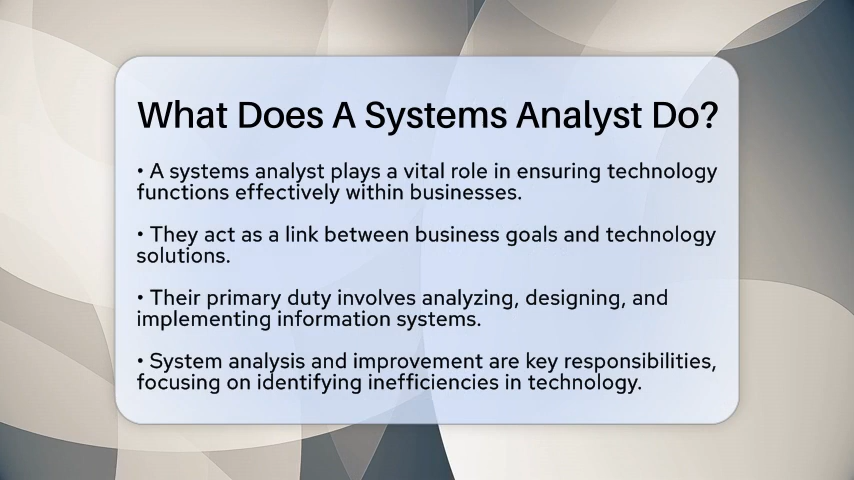 What Does A Systems Analyst Do?
• A systems analyst plays a vital role in ensuring technology
functions effectively within businesses.
• They act as a link between business goals and technology
solutions.
• Their primary duty involves analyzing, designing, and
implementing information systems.
• System analysis and improvement are key responsibilities,
focusing on identifying inefficiencies in technology.